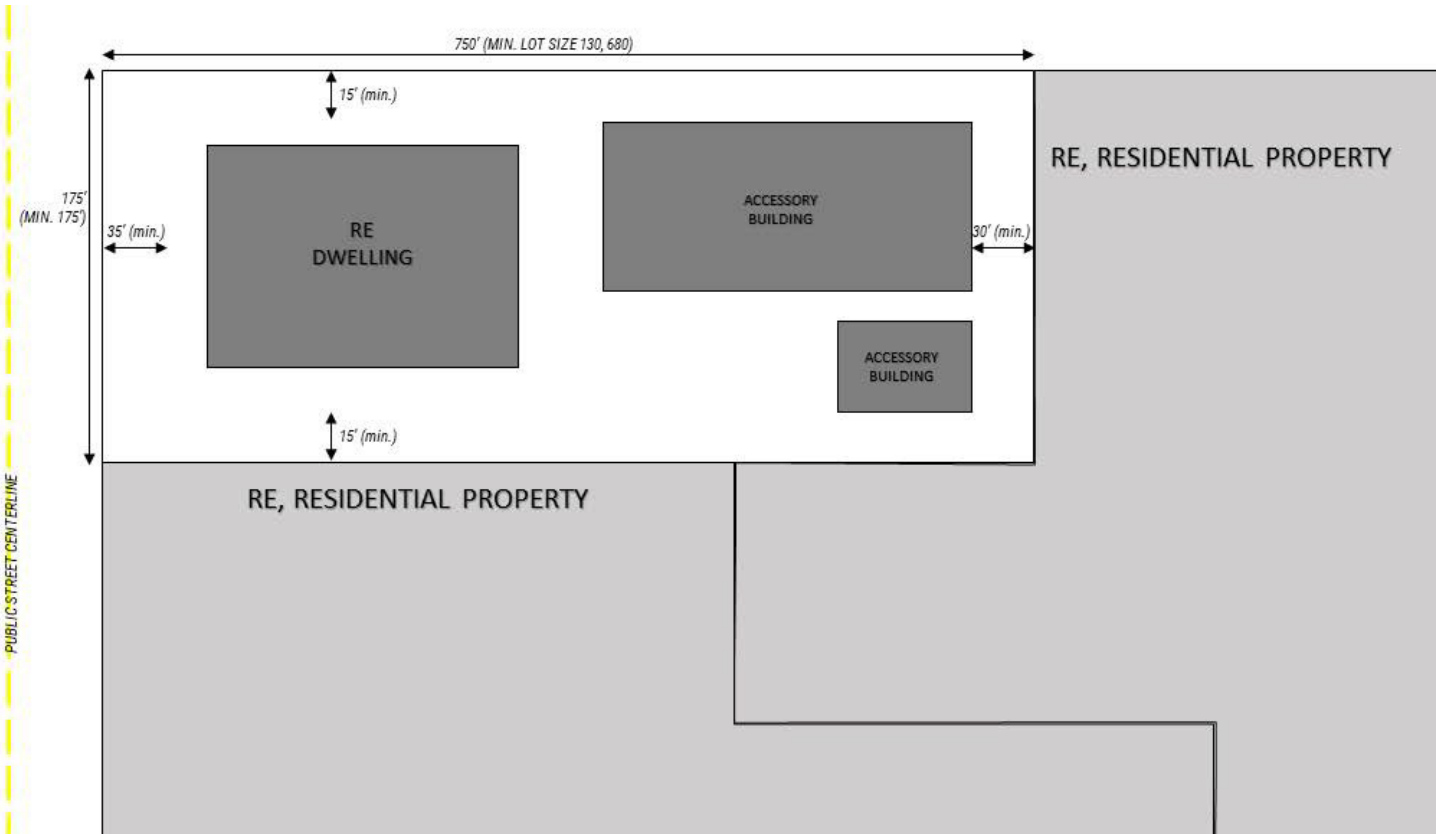 750' (MIN. LOT SIZE 130, 680)
15' (min.)
RE, RESIDENTIAL PROPERTY
175'
(MIN. 175')
ACCESSORY
BUILDING
35' (min.)
RE
DWELLING
30' (min.)
ACCESSORY
BUILDING
15' (min.)
RE, RESIDENTIAL PROPERTY
PUBLIC STREET CENTERLINE